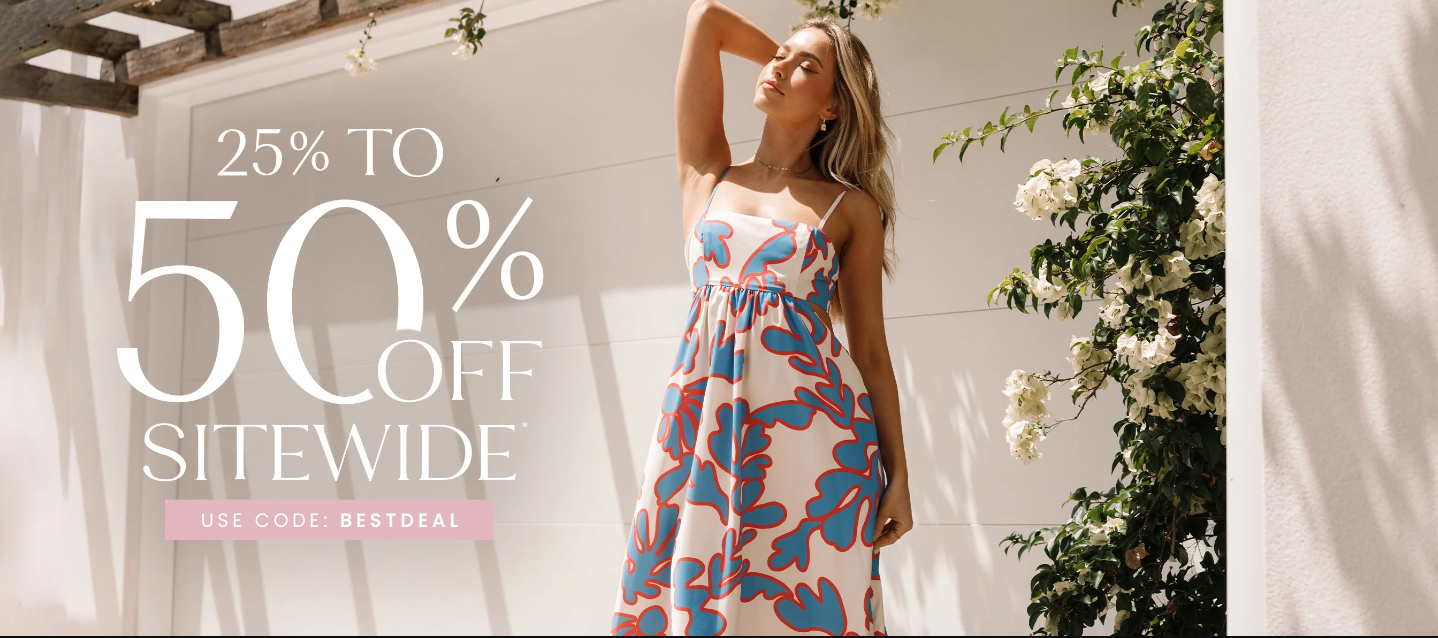 25% TO
50%
OFF
SITEWIDE*
USE CODE: BESTDEAL